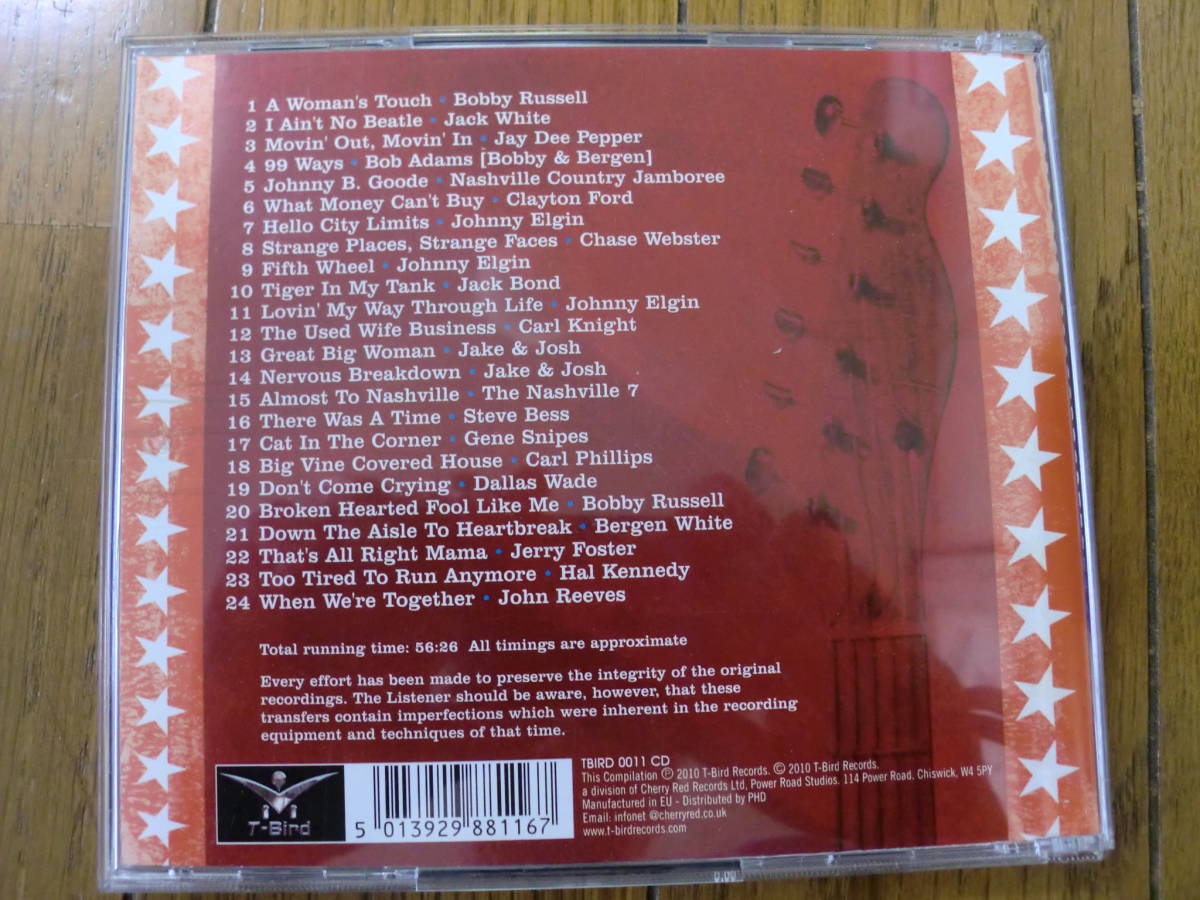 1 A Woman's Touch • Bobby Russell
2 I Ain't No Beatle • Jack White
3 Movin' Out, Movin' In • Jay Dee Pepper
4 99 Ways • Bob Adams [Bobby & Bergen]
5 Johnny B. Goode • Nashville Country Jamboree
6 What Money Can't Buy • Clayton Ford
7 Hello City Limits • Johnny Elgin
8 Strange Places, Strange Faces • Chase Webster
9 Fifth Wheel • Johnny Elgin
10 Tiger In My Tank • Jack Bond
11 Lovin' My Way Through Life • Johnny Elgin
12 The Used Wife Business • Carl Knight
13 Great Big Woman • Jake & Josh
14 Nervous Breakdown • Jake & Josh
15 Almost To Nashville • The Nashville 7
16 There Was A Time • Steve Bess
17 Cat In The Corner • Gene Snipes
18 Big Vine Covered House • Carl Phillips
19 Don't Come Crying • Dallas Wade
20 Broken Hearted Fool Like Me • Bobby Russell
21 Down The Aisle To Heartbreak • Bergen White
22 That's All Right Mama • Jerry Foster
23 Too Tired To Run Anymore • Hal Kennedy
24 When We're Together • John Reeves
Total running time: 56:26 All timings are approximate
Every effort has been made to preserve the integrity of the original
recordings. The Listener should be aware, however, that these
transfers contain imperfections which were inherent in the recording
equipment and techniques of that time.
T-Bird
5 013929 881167
TBIRD 0011 CD
This Compilation ℗ 2010 T-Bird Records. © 2010 T-Bird Records.
a division of Cherry Red Records Ltd, Power Road Studios. 114 Power Road, Chiswick, W4 5PY
Manufactured in EU - Distributed by PHD
Email: infonet @cherryred.co.uk
www.t-birdrecords.com